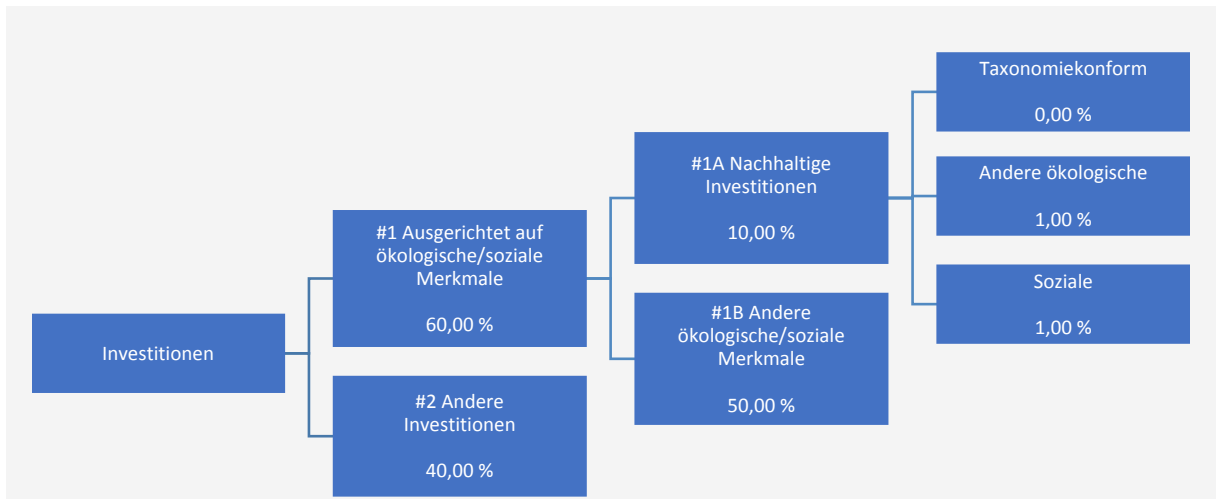 Investitionen
#1 Ausgerichtet auf
ökologische/soziale
Merkmale
60,00 %
#2 Andere
Investitionen
40,00 %
#1A Nachhaltige
Investitionen
10,00 %
#1B Andere
ökologische/soziale
Merkmale
50,00 %
Taxonomiekonform
0,00 %
Andere ökologische
1,00 %
Soziale
1,00 %